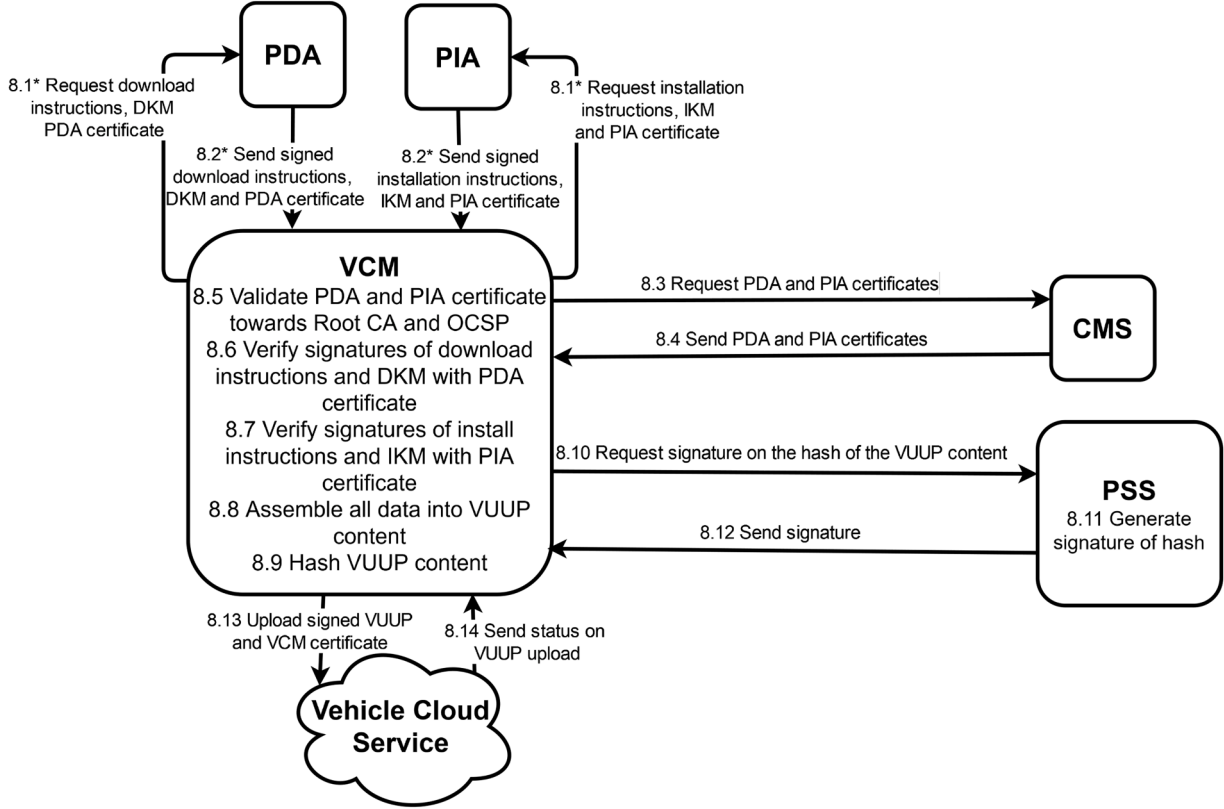 PDA
PIA
8.1* Request download
instructions, DKM
PDA certificate
8.1* Request installation
instructions, IKM
and PIA certificate
8.2* Send signed
download instructions,
DKM and PDA certificate
8.2* Send signed
installation instructions,
IKM and PIA certificate
VCM
8.5 Validate PDA and PIA certificate
towards Root CA and OCSP
8.6 Verify signatures of download
instructions and DKM with PDA
certificate
8.7 Verify signatures of install
instructions and IKM with PIA
certificate
8.8 Assemble all data into VUUP
content
8.9 Hash VUUP content
8.3 Request PDA and PIA certificates
8.4 Send PDA and PIA certificates
CMS
8.10 Request signature on the hash of the VUUP content
8.12 Send signature
PSS
8.11 Generate
signature of hash
8.13 Upload signed VUUP
and VCM certificate
8.14 Send status on
VUUP upload
Vehicle Cloud
Service